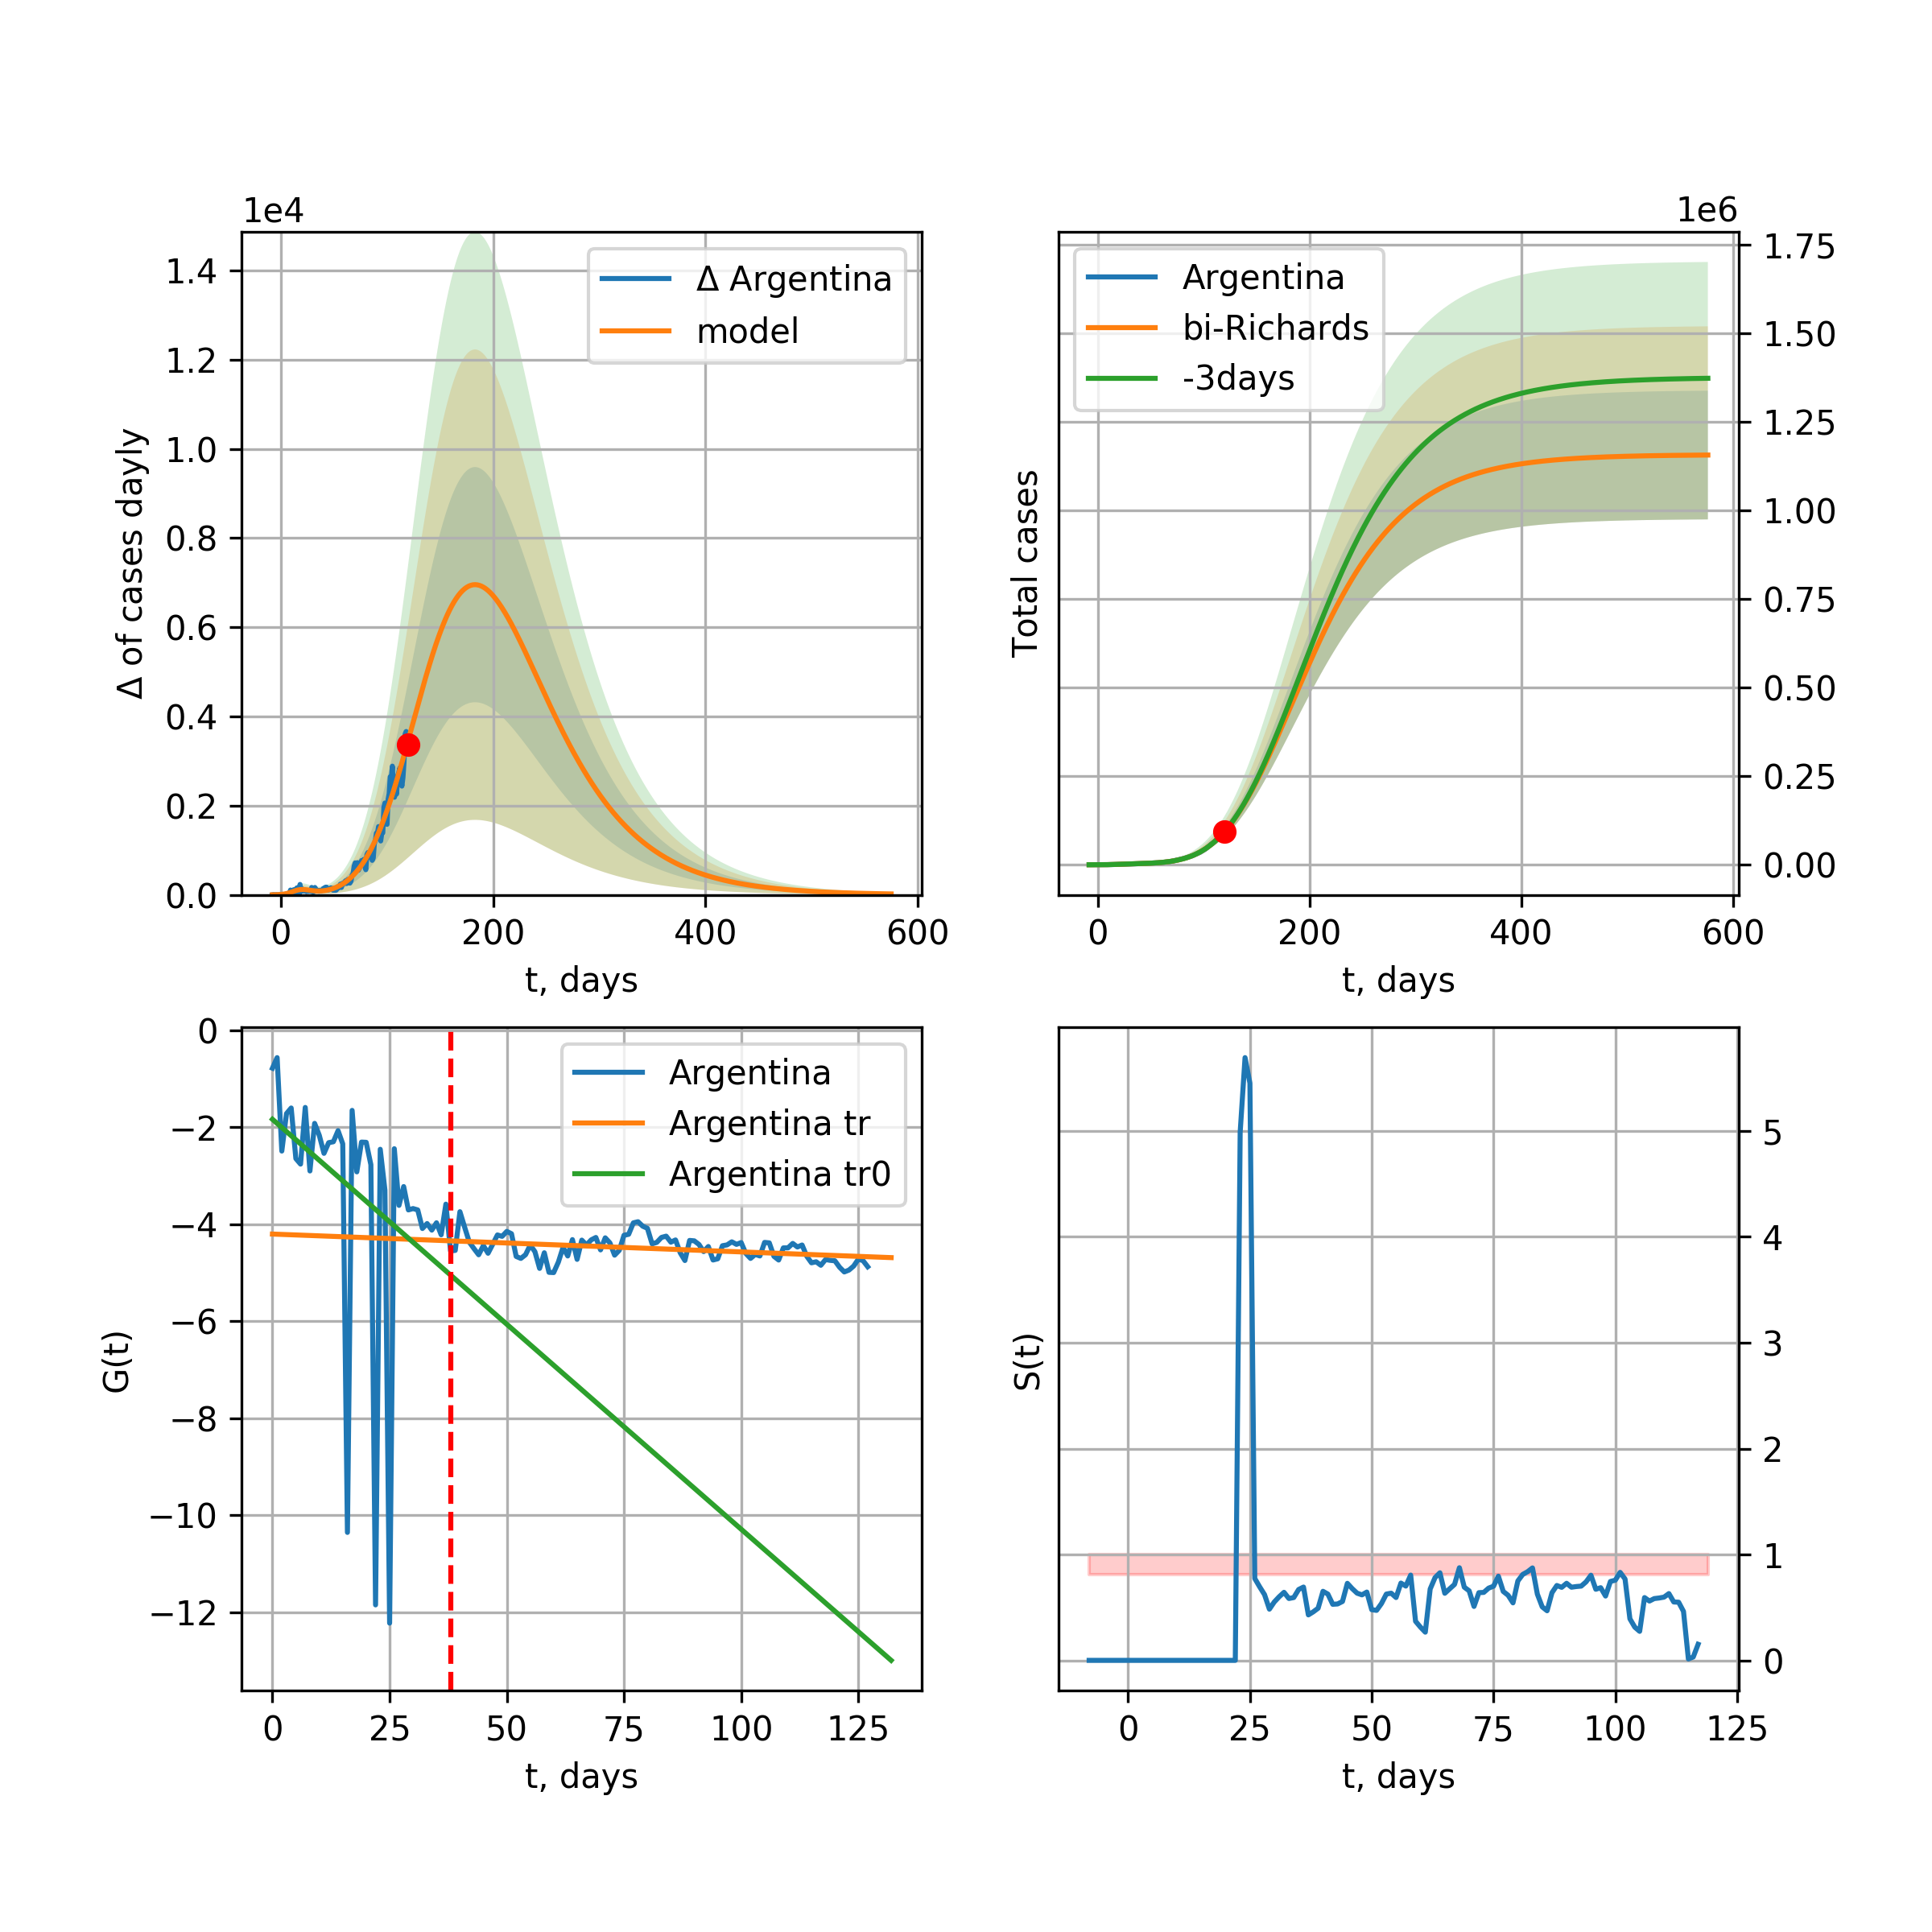 1e4
Δ of cases dayly
1.4
1.2
1.0
0.8
0.6
0.4
0.2
0.0
0 200 400 600
t, days
Δ Argentina
model
1e6
Total cases
1.75
1.50
1.25
1.00
0.75
0.50
0.25
0.00
0 200 400 600
t, days
Argentina
bi-Richards
-3days
G(t)
0
−2
−4
−6
−8
−10
−12
0 25 50 75 100 125
t, days
Argentina
Argentina tr
Argentina tr0
S(t)
5
4
3
2
1
0
0 25 50 75 100 125
t, days